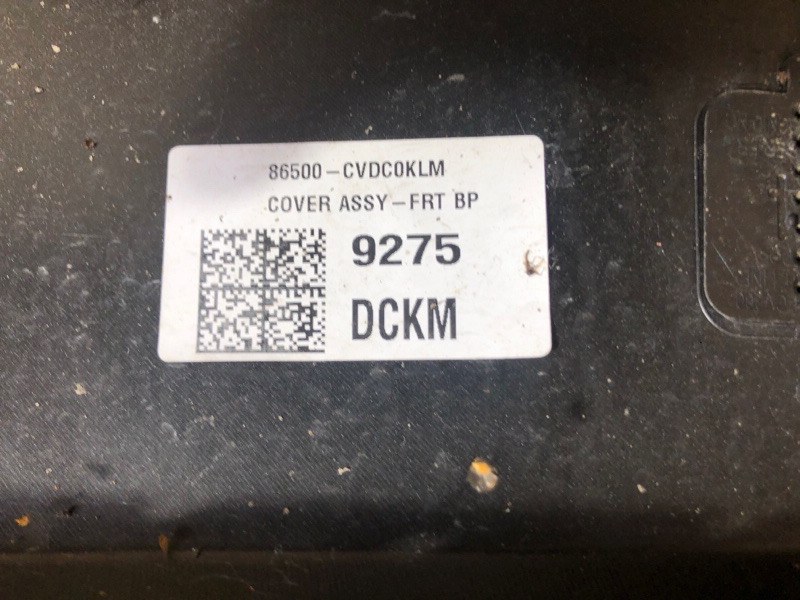 86500-CVDC0KLM
COVER ASSY-FRT BP
9275
DCKM